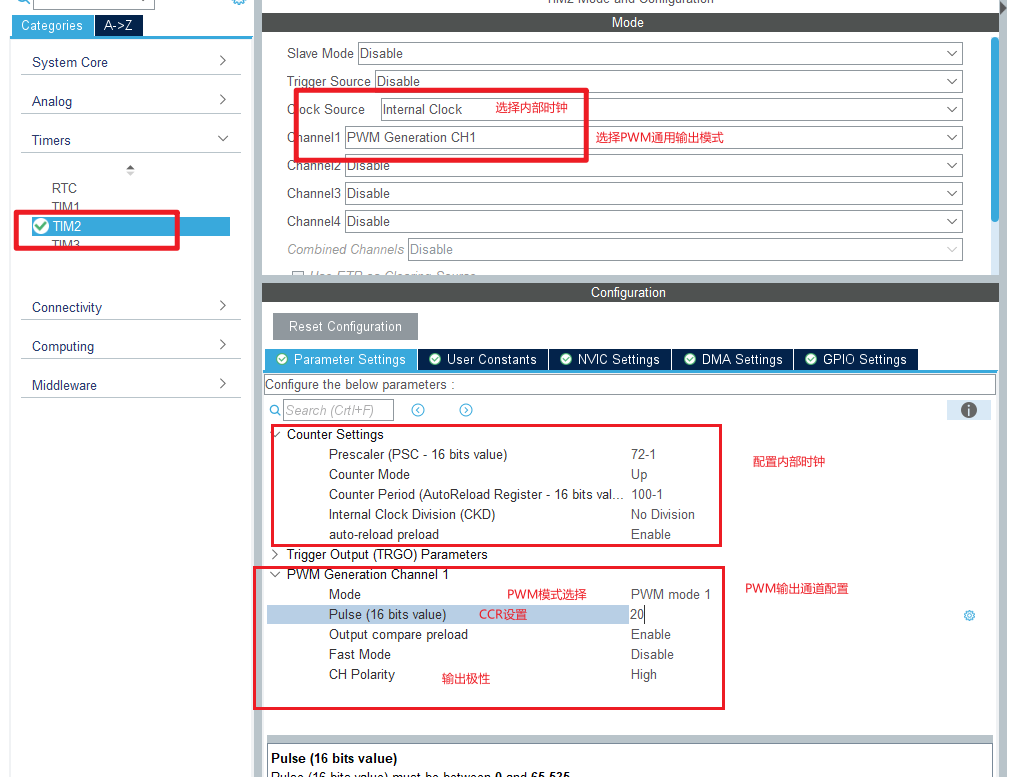 TIM2 Mode and Configuration
Categories
A->Z
System Core
Analog
Timers
RTC
TIM1
TIM2
TIM3
Connectivity
Computing
Middleware
Mode
Slave Mode Disable
Trigger Source Disable
Clock Source Internal Clock 选择内部时钟
Channel1 PWM Generation CH1 选择PWM通用输出模式
Channel2 Disable
Channel3 Disable
Channel4 Disable
Combined Channels Disable
Use ETR as Clearing Source
Configuration
Reset Configuration
Parameter Settings User Constants NVIC Settings DMA Settings GPIO Settings
Configure the below parameters :
Search (Crtl+F)
Counter Settings
Prescaler (PSC - 16 bits value) 72-1 配置内部时钟
Counter Mode Up
Counter Period (AutoReload Register - 16 bits val... 100-1
Internal Clock Division (CKD) No Division
auto-reload preload Enable
Trigger Output (TRGO) Parameters
PWM Generation Channel 1
Mode PWM模式选择 PWM mode 1 PWM输出通道配置
Pulse (16 bits value) CCR设置 20
Output compare preload Enable
Fast Mode Disable
CH Polarity 输出极性 High
Pulse (16 bits value)
Pulse (16 bits value) must be between 0 and 65 535.